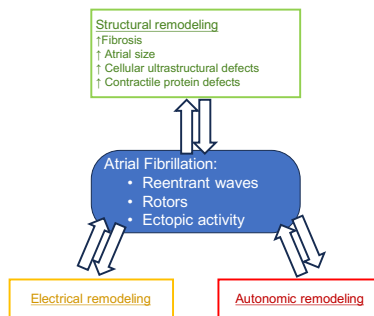 Structural remodeling
↑Fibrosis
↑ Atrial size
↑ Cellular ultrastructural defects
↑ Contractile protein defects
Atrial Fibrillation:
• Reentrant waves
• Rotors
• Ectopic activity
Electrical remodeling
Autonomic remodeling